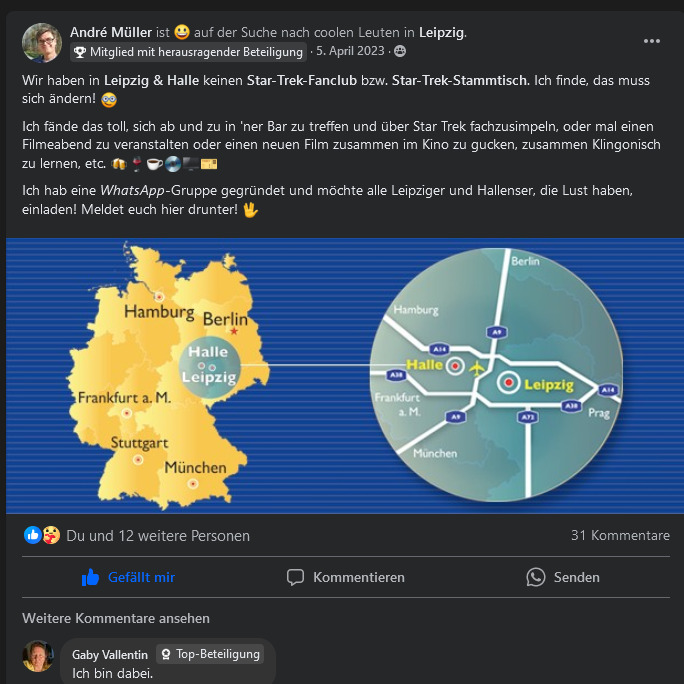 André Müller ist 😀 auf der Suche nach coolen Leuten in Leipzig.
Mitglied mit herausragender Beteiligung · 5. April 2023 ·
Wir haben in Leipzig & Halle keinen Star-Trek-Fanclub bzw. Star-Trek-Stammtisch. Ich finde, das muss
sich ändern! 🤓
Ich fände das toll, sich ab und zu in 'ner Bar zu treffen und über Star Trek fachzusimpeln, oder mal einen
Filmeabend zu veranstalten oder einen neuen Film zusammen im Kino zu gucken, zusammen Klingonisch
zu lernen, etc. 🍻🍷☕💿🖥️🎫
Ich hab eine WhatsApp-Gruppe gegründet und möchte alle Leipziger und Hallenser, die Lust haben,
einladen! Meldet euch hier drunter! 🖖
Hamburg
Berlin
Halle
Leipzig
Frankfurt a. M.
Stuttgart
München
Berlin
Hamburg
A9
A14
Halle
A38
Leipzig
A14
Frankfurt
a. M.
A38
A9
A72
Prag
München
Du und 12 weitere Personen
31 Kommentare
Gefällt mir
Kommentieren
Senden
Weitere Kommentare ansehen
Gaby Vallentin Top-Beteiligung
Ich bin dabei.